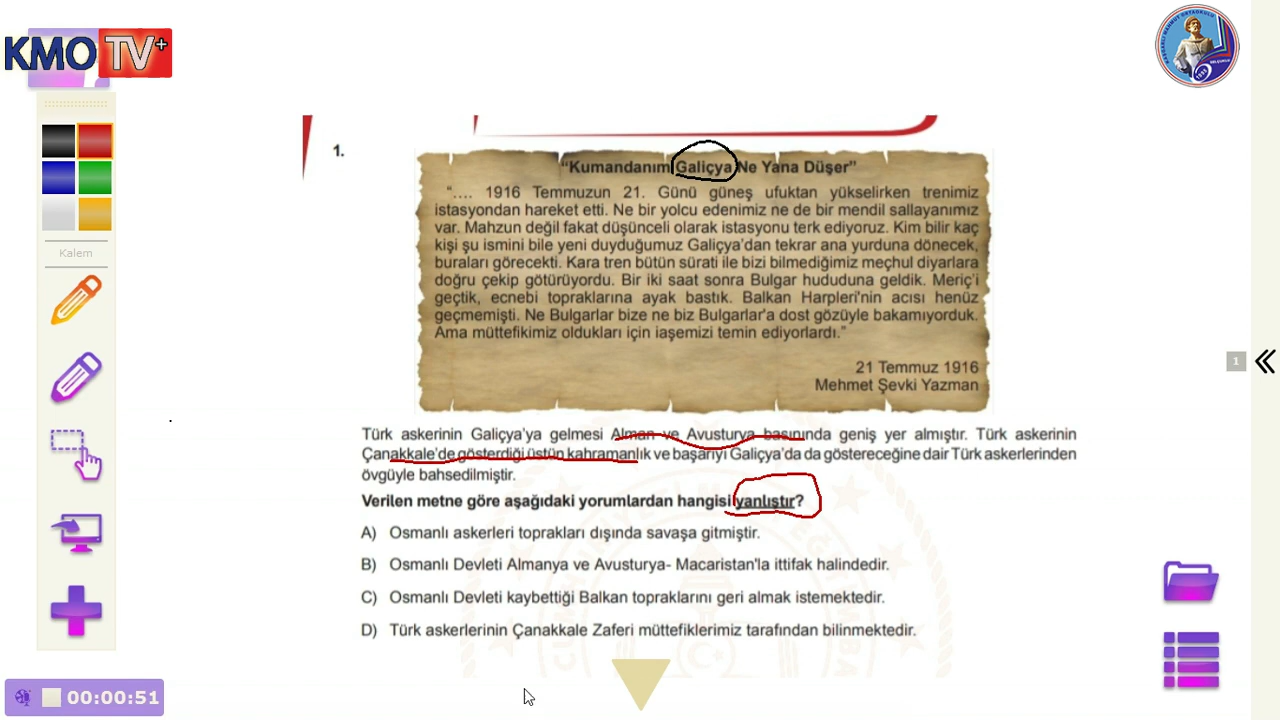 KMO TV+
Kalem
1.
“Kumandanım Galiçya Ne Yana Düşer”
“.... 1916 Temmuzun 21. Günü güneş ufuktan yükselirken trenimiz
istasyondan hareket etti. Ne bir yolcu edenimiz ne de bir mendil sallayanımız
var. Mahzun değil fakat düşünceli olarak istasyonu terk ediyoruz. Kim bilir kaç
kişi şu ismini bile yeni duyduğumuz Galiçya’dan tekrar ana yurduna dönecek,
buraları görecekti. Kara tren bütün sürati ile bizi bilmediğimiz meçhul diyarlara
doğru çekip götürüyordu. Bir iki saat sonra Bulgar hududuna geldik. Meriç’i
geçtik, ecnebi topraklarına ayak bastık. Balkan Harpleri'nin acısı henüz
geçmemişti. Ne Bulgarlar bize ne biz Bulgarlar'a dost gözüyle bakamıyorduk.
Ama müttefikimiz oldukları için iaşemizi temin ediyorlardı.”
21 Temmuz 1916
Mehmet Şevki Yazman
Türk askerinin Galiçya’ya gelmesi Alman ve Avusturya basınında geniş yer almıştır. Türk askerinin
Çanakkale’de gösterdiği üstün kahramanlık ve başarıyı Galiçya’da da göstereceğine dair Türk askerlerinden
övgüyle bahsedilmiştir.
Verilen metne göre aşağıdaki yorumlardan hangisi yanlıştır?
A) Osmanlı askerleri toprakları dışında savaşa gitmiştir.
B) Osmanlı Devleti Almanya ve Avusturya- Macaristan'la ittifak halindedir.
C) Osmanlı Devleti kaybettiği Balkan topraklarını geri almak istemektedir.
D) Türk askerlerinin Çanakkale Zaferi müttefiklerimiz tarafından bilinmektedir.
1
00:00:51